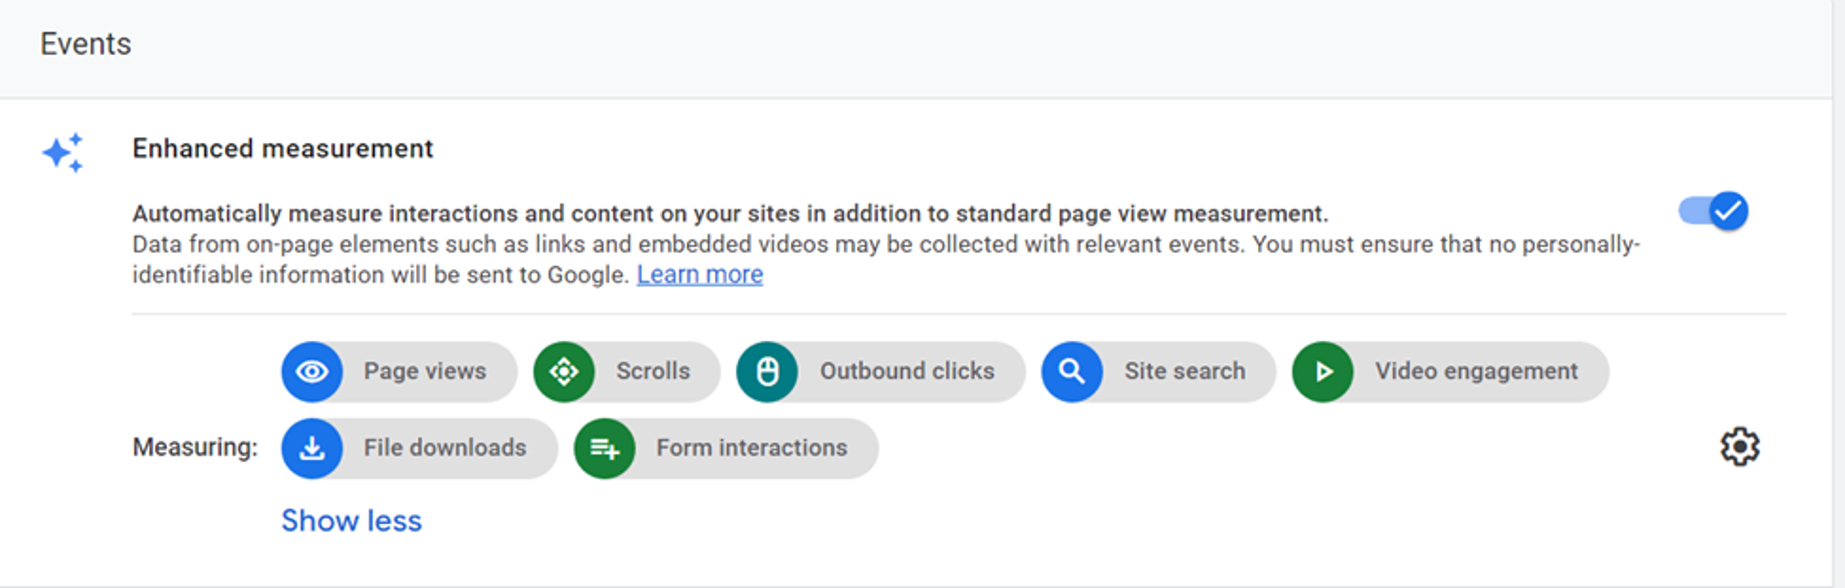 Events
Enhanced measurement
Automatically measure interactions and content on your sites in addition to standard page view measurement.
Data from on-page elements such as links and embedded videos may be collected with relevant events. You must ensure that no personally-
identifiable information will be sent to Google. Learn more
Page views Scrolls Outbound clicks Site search Video engagement
Measuring: File downloads Form interactions
Show less